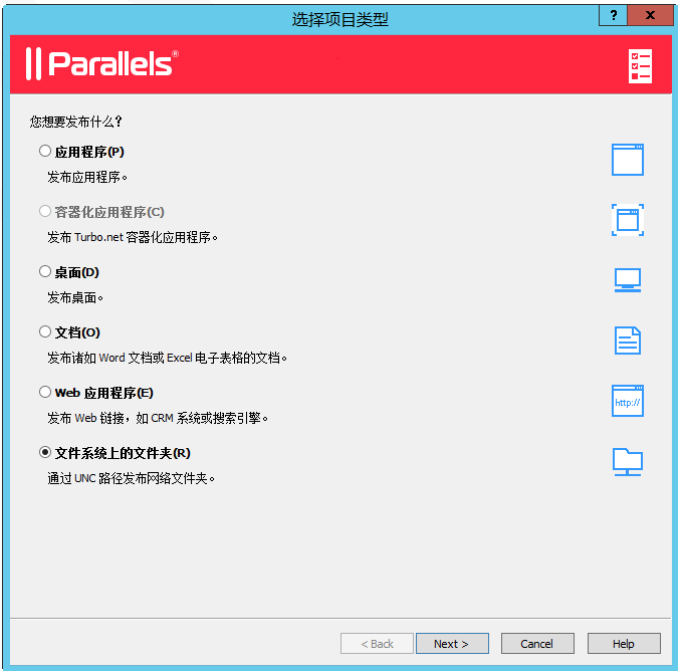 选择项目类型
? x
Parallels®
您想要发布什么?
应用程序(P)
发布应用程序。
容器化应用程序(C)
发布 Turbo.net 容器化应用程序。
桌面(D)
发布桌面。
文档(O)
发布诸如 Word 文档或 Excel 电子表格的文档。
Web 应用程序(E)
发布 Web 链接，如 CRM 系统或搜索引擎。
http://
文件系统上的文件夹(R)
通过 UNC 路径发布网络文件夹。
< Back Next > Cancel Help